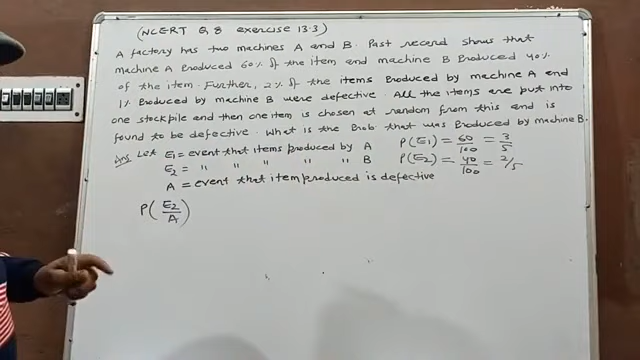 (NCERT Q 8 exercise 13.3)
A factory has two machines A and B. Past record shows that
machine A Produced 60% of the item and machine B Produced 40%
of the item. Further, 2% of the items Produced by machine A and
1% Produced by machine B were defective. All the items are put into
one stockpile and then one item is chosen at random from this and is
found to be defective. What is the Prob that was Produced by machine B.
Ans Let E1 = event that items produced by A P(E1) = 60/100 = 3/5
E2 = " " " " " B P(E2) = 40/100 = 2/5
A = event that item produced is defective
P(E2/A)